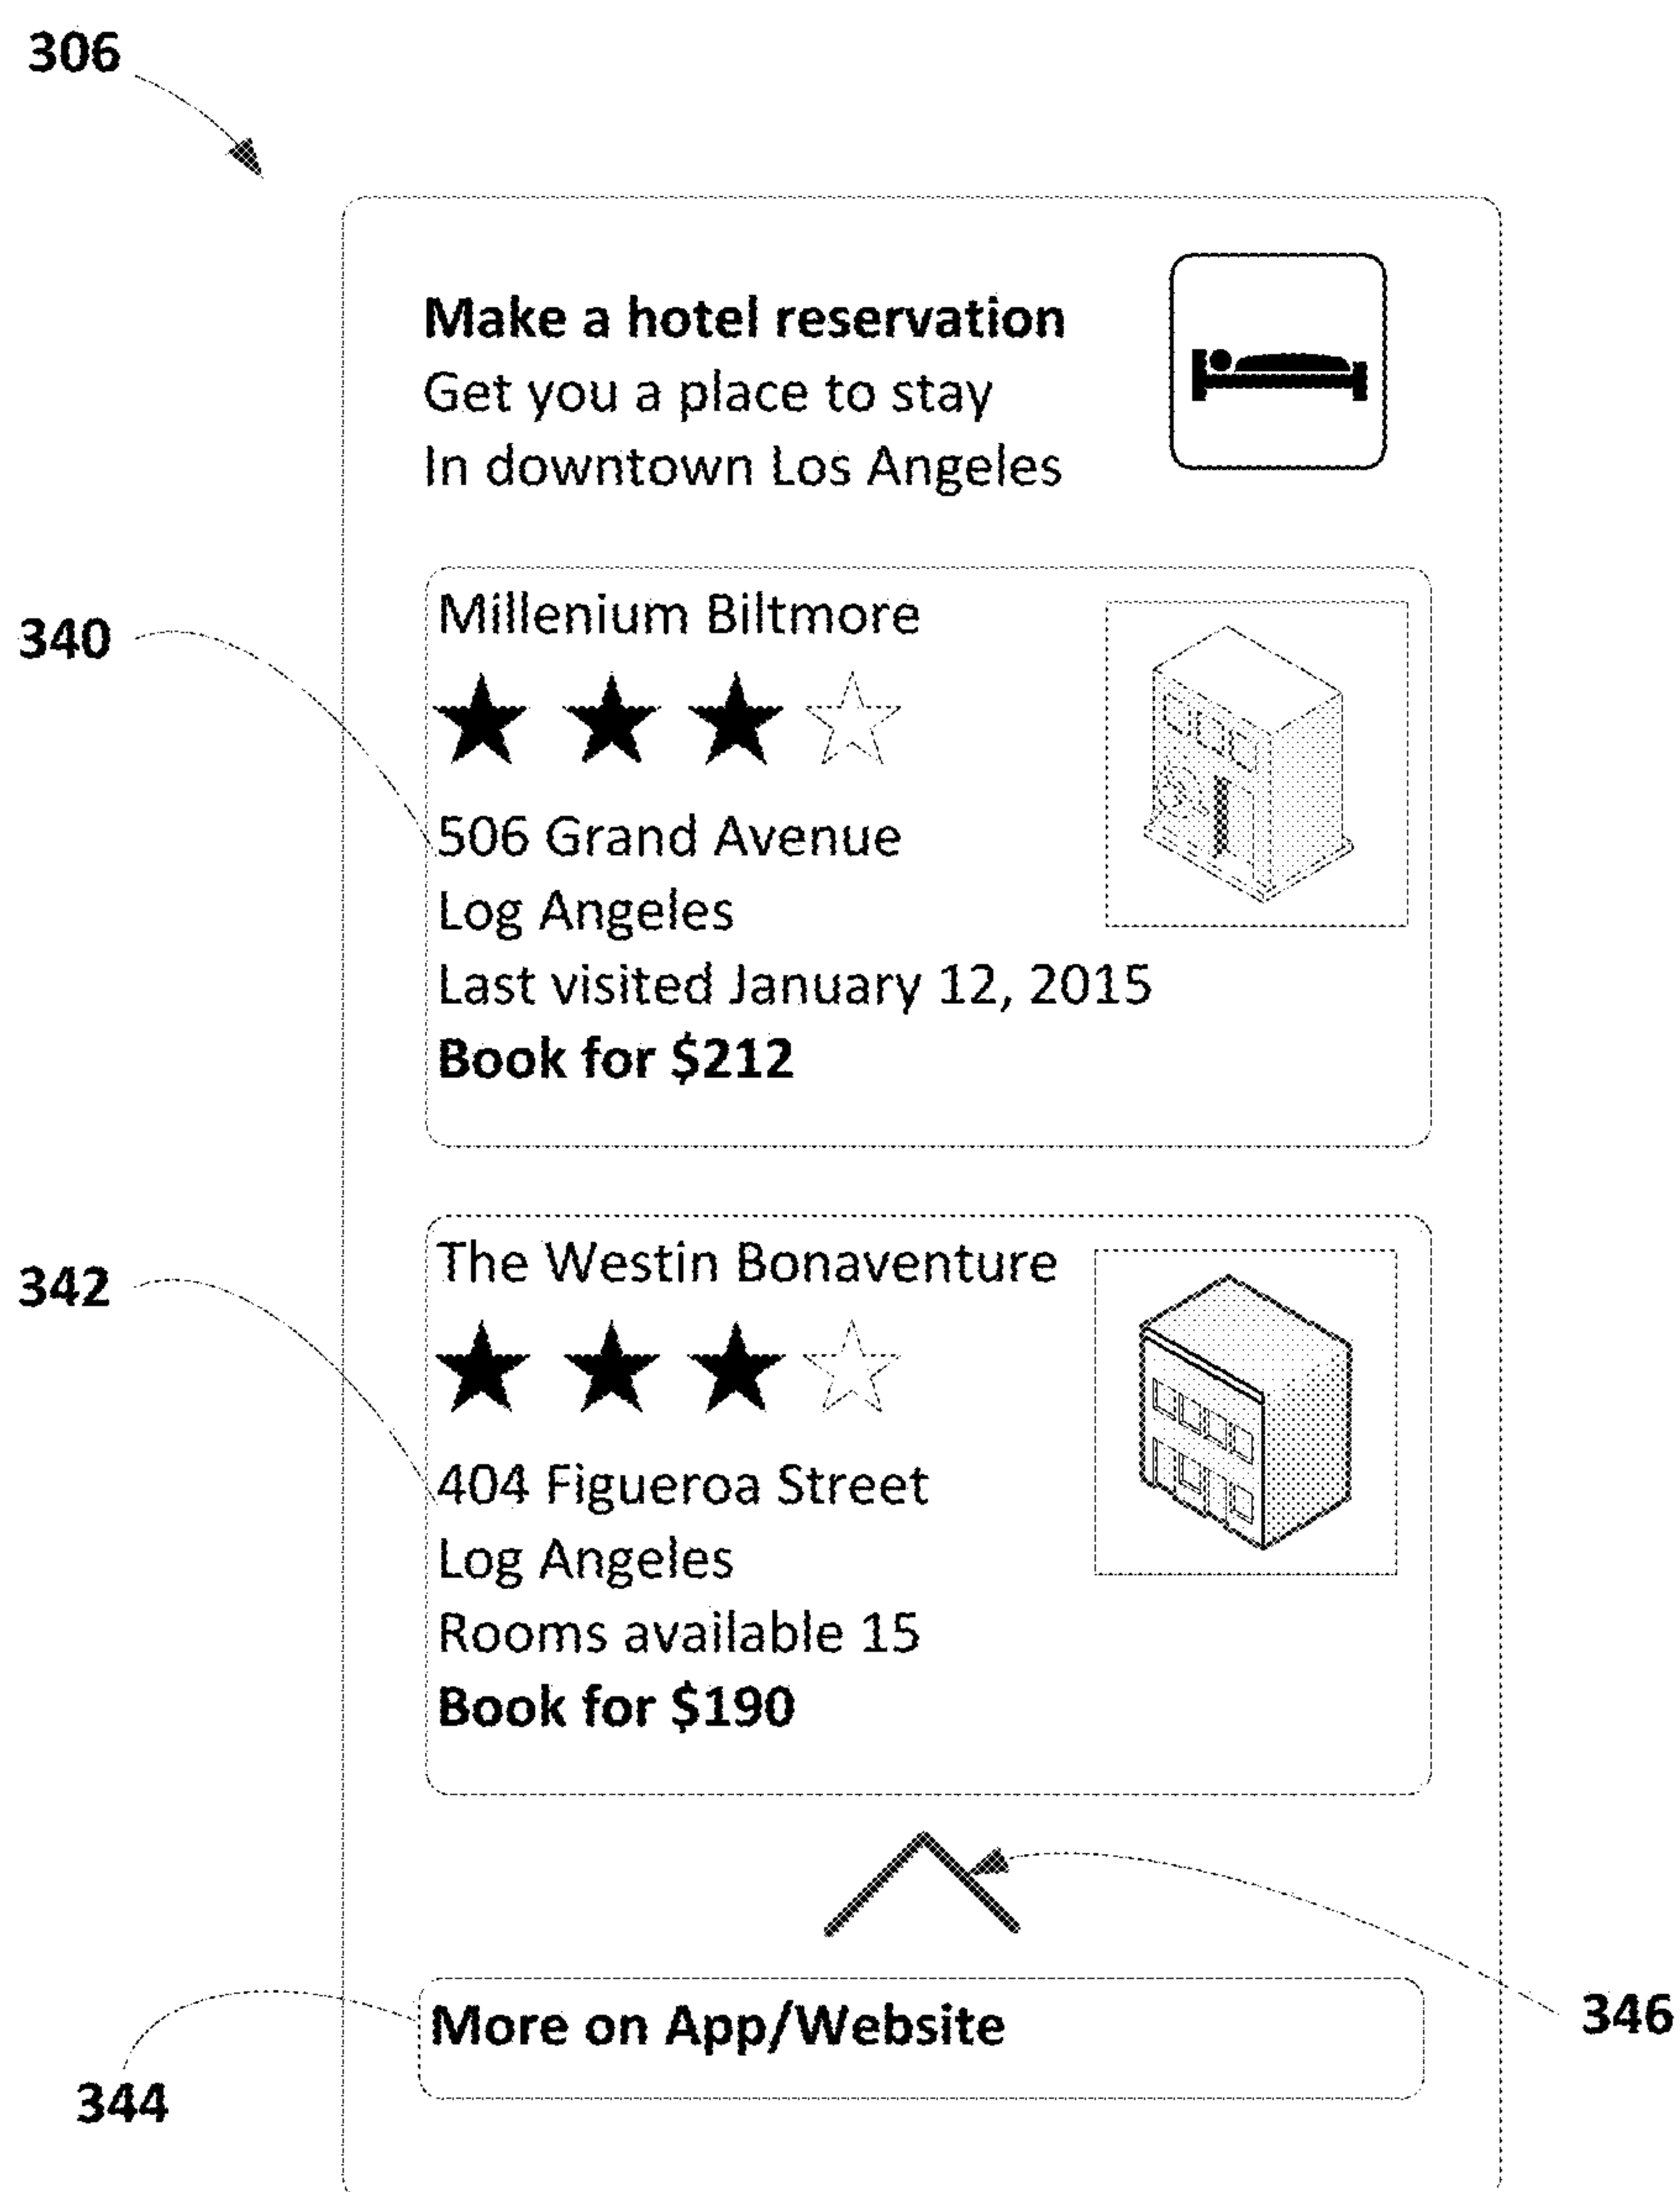 306
Make a hotel reservation
Get you a place to stay
In downtown Los Angeles
340
Millenium Biltmore
506 Grand Avenue
Log Angeles
Last visited January 12, 2015
Book for $212
342
The Westin Bonaventure
404 Figueroa Street
Log Angeles
Rooms available 15
Book for $190
346
More on App/Website
344